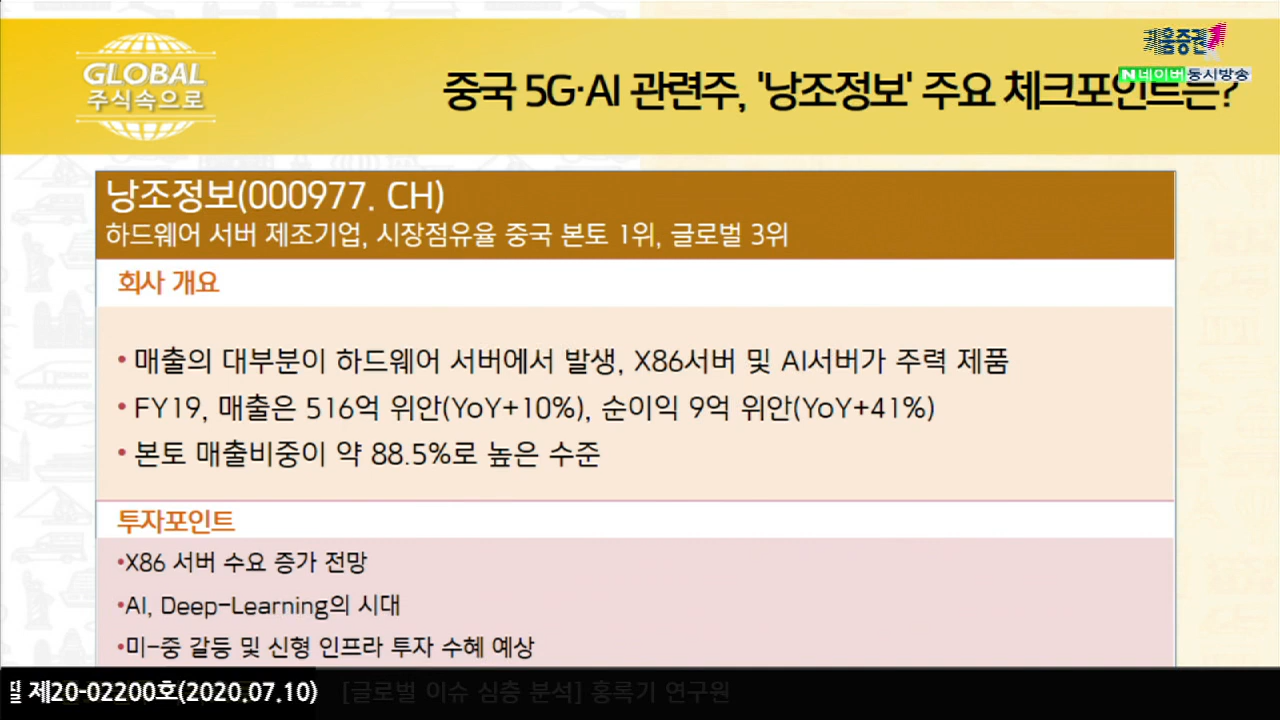 GLOBAL
주식속으로
중국 5G·AI 관련주, '낭조정보' 주요 체크포인트은?
키움증권
N 네이버 동시방송
낭조정보(000977. CH)
하드웨어 서버 제조기업, 시장점유율 중국 본토 1위, 글로벌 3위
회사 개요
• 매출의 대부분이 하드웨어 서버에서 발생, X86서버 및 AI서버가 주력 제품
• FY19, 매출은 516억 위안(YoY+10%), 순이익 9억 위안(YoY+41%)
• 본토 매출비중이 약 88.5%로 높은 수준
투자포인트
•X86 서버 수요 증가 전망
•AI, Deep-Learning의 시대
•미-중 갈등 및 신형 인프라 투자 수혜 예상
제20-02200호(2020.07.10) [글로벌 이슈 심층 분석] 홍록기 연구원